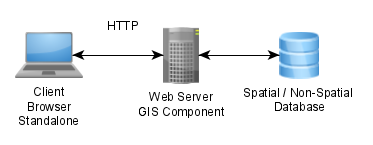 HTTP
Client
Browser
Standalone
Web Server
GIS Component
Spatial / Non-Spatial
Database